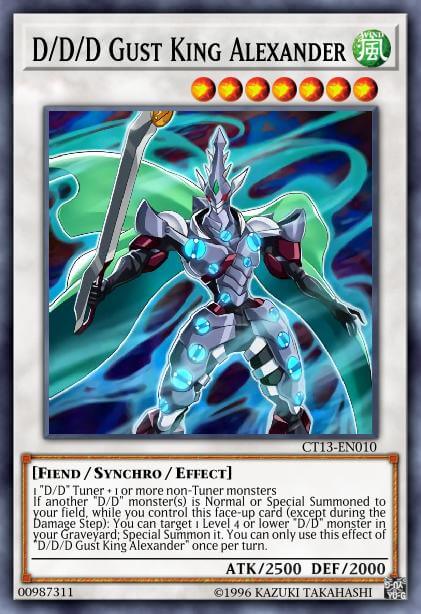 D/D/D Gust King Alexander
WIND
風
CT13-EN010
[Fiend / Synchro / Effect]
1 "D/D" Tuner + 1 or more non-Tuner monsters
If another "D/D" monster(s) is Normal or Special Summoned to
your field, while you control this face-up card (except during the
Damage Step): You can target 1 Level 4 or lower "D/D" monster in
your Graveyard; Special Summon it. You can only use this effect of
"D/D/D Gust King Alexander" once per turn.
ATK/2500 DEF/2000
00987311
©1996 KAZUKI TAKAHASHI